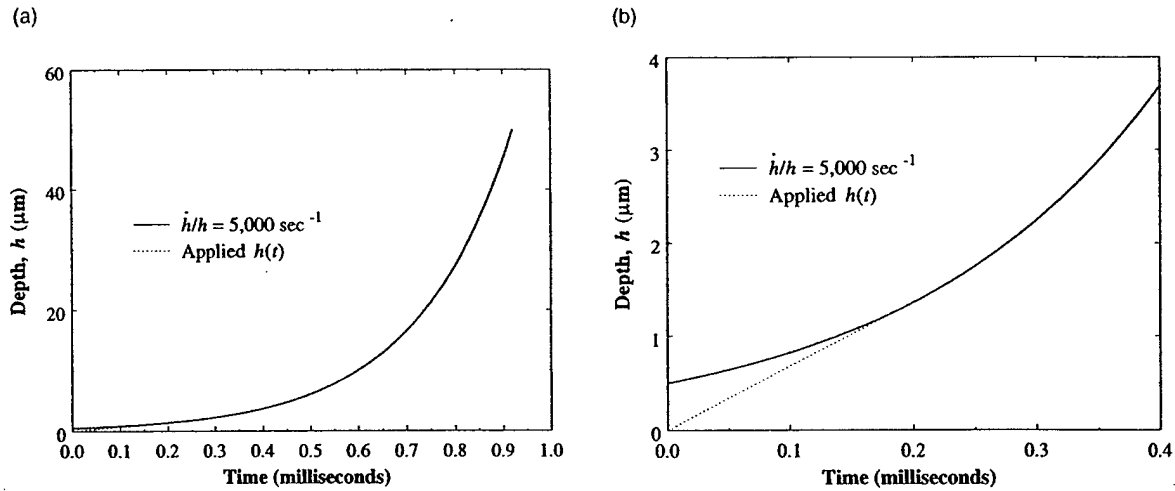 (a)
60
40
20
0
Depth, h (μm)
ḣ/h = 5,000 sec⁻¹
Applied h(t)
0.0 0.1 0.2 0.3 0.4 0.5 0.6 0.7 0.8 0.9 1.0
Time (milliseconds)
(b)
4
3
2
1
0
Depth, h (μm)
ḣ/h = 5,000 sec⁻¹
Applied h(t)
0 0.1 0.2 0.3 0.4
Time (milliseconds)